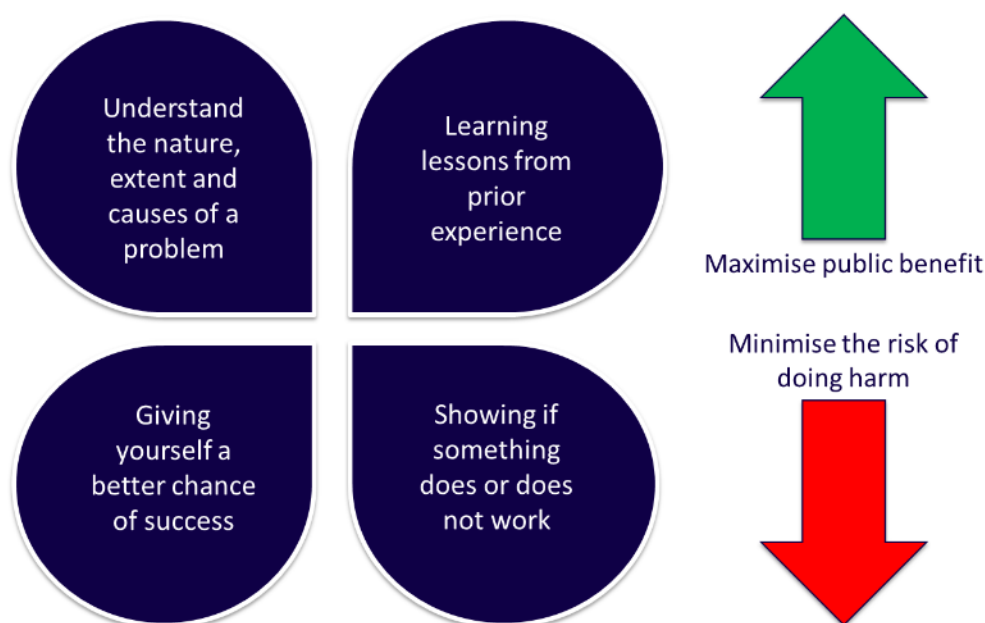 Understand
the nature,
extent and
causes of a
problem
Learning
lessons from
prior
experience
Maximise public benefit
Giving
yourself a
better chance
of success
Showing if
something
does or does
not work
Minimise the risk of
doing harm